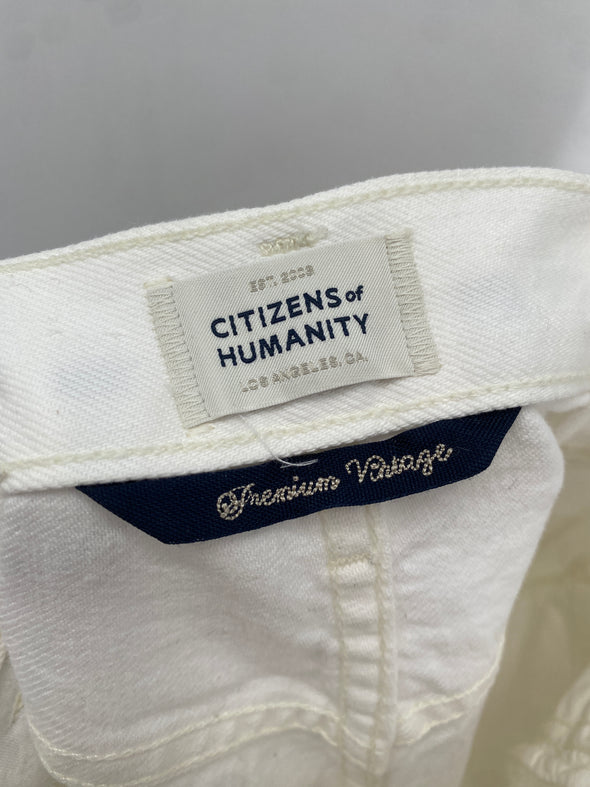 EST. 2003
CITIZENS of
HUMANITY
LOS ANGELES, CA.
Premium Vintage